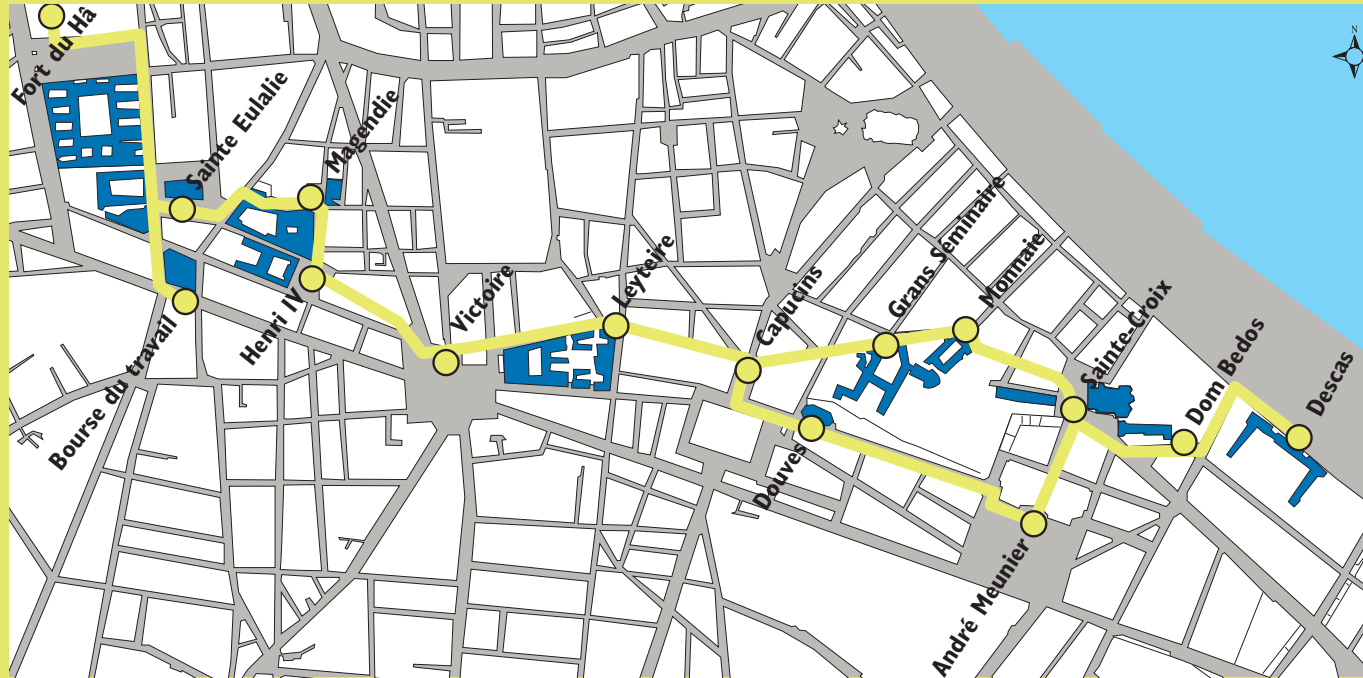 N
Fort du Hâ
Sainte Eulalie
Magendie
Bourse du travail
Henri IV
Victoire
Leyteire
Capucins
Grans Séminaire
Monnaie
Douves
Sainte-Croix
Dom Bedos
Descas
André Meunier